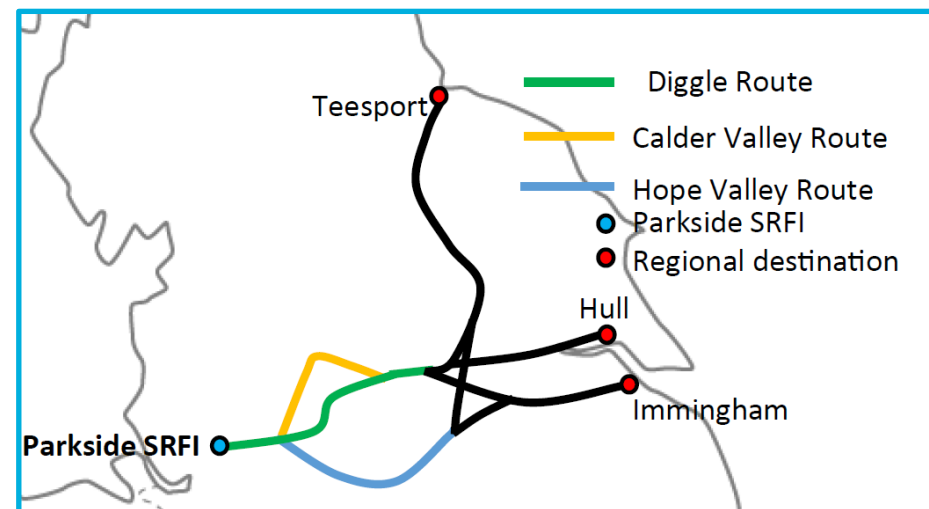 Teesport
Diggle Route
Calder Valley Route
Hope Valley Route
Parkside SRFI
Regional destination
Hull
Immingham
Parkside SRFI